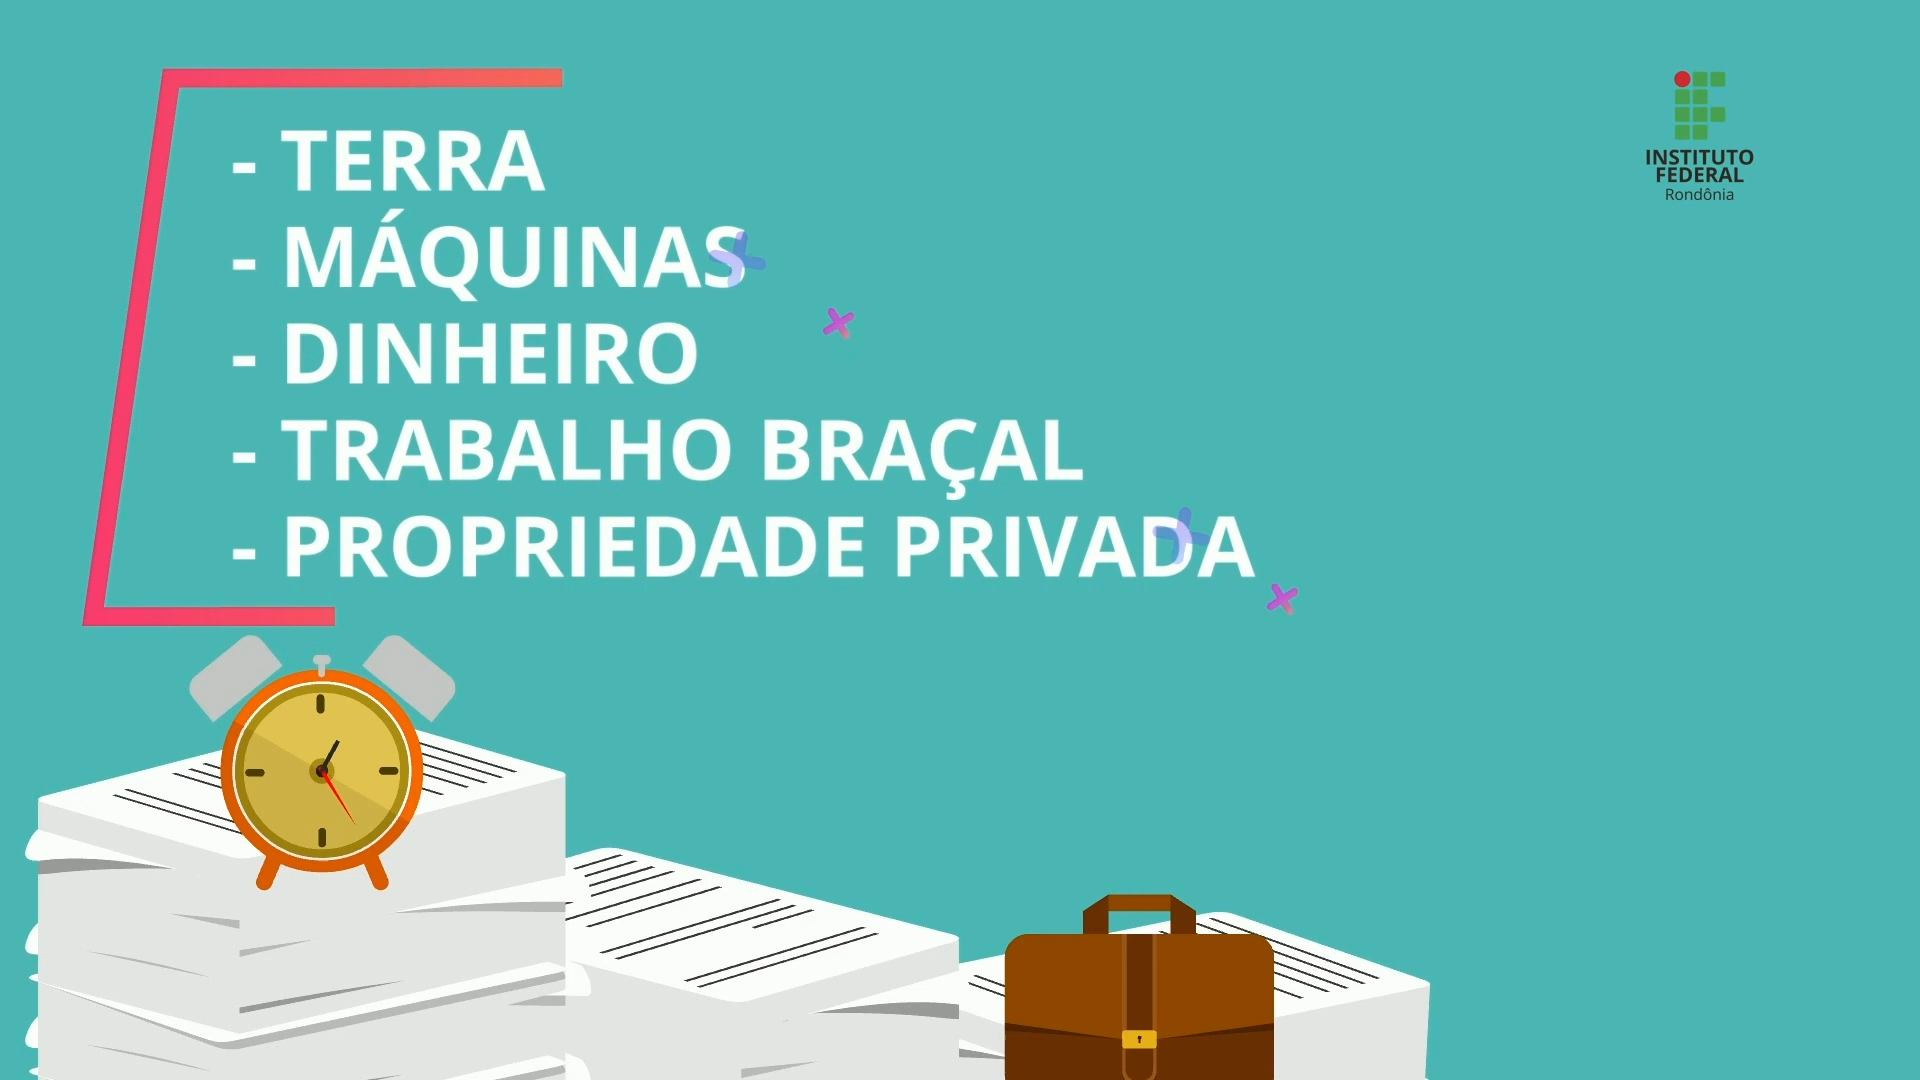 - TERRA
- MÁQUINAS
- DINHEIRO
- TRABALHO BRAÇAL
- PROPRIEDADE PRIVADA
INSTITUTO
FEDERAL
Rondônia